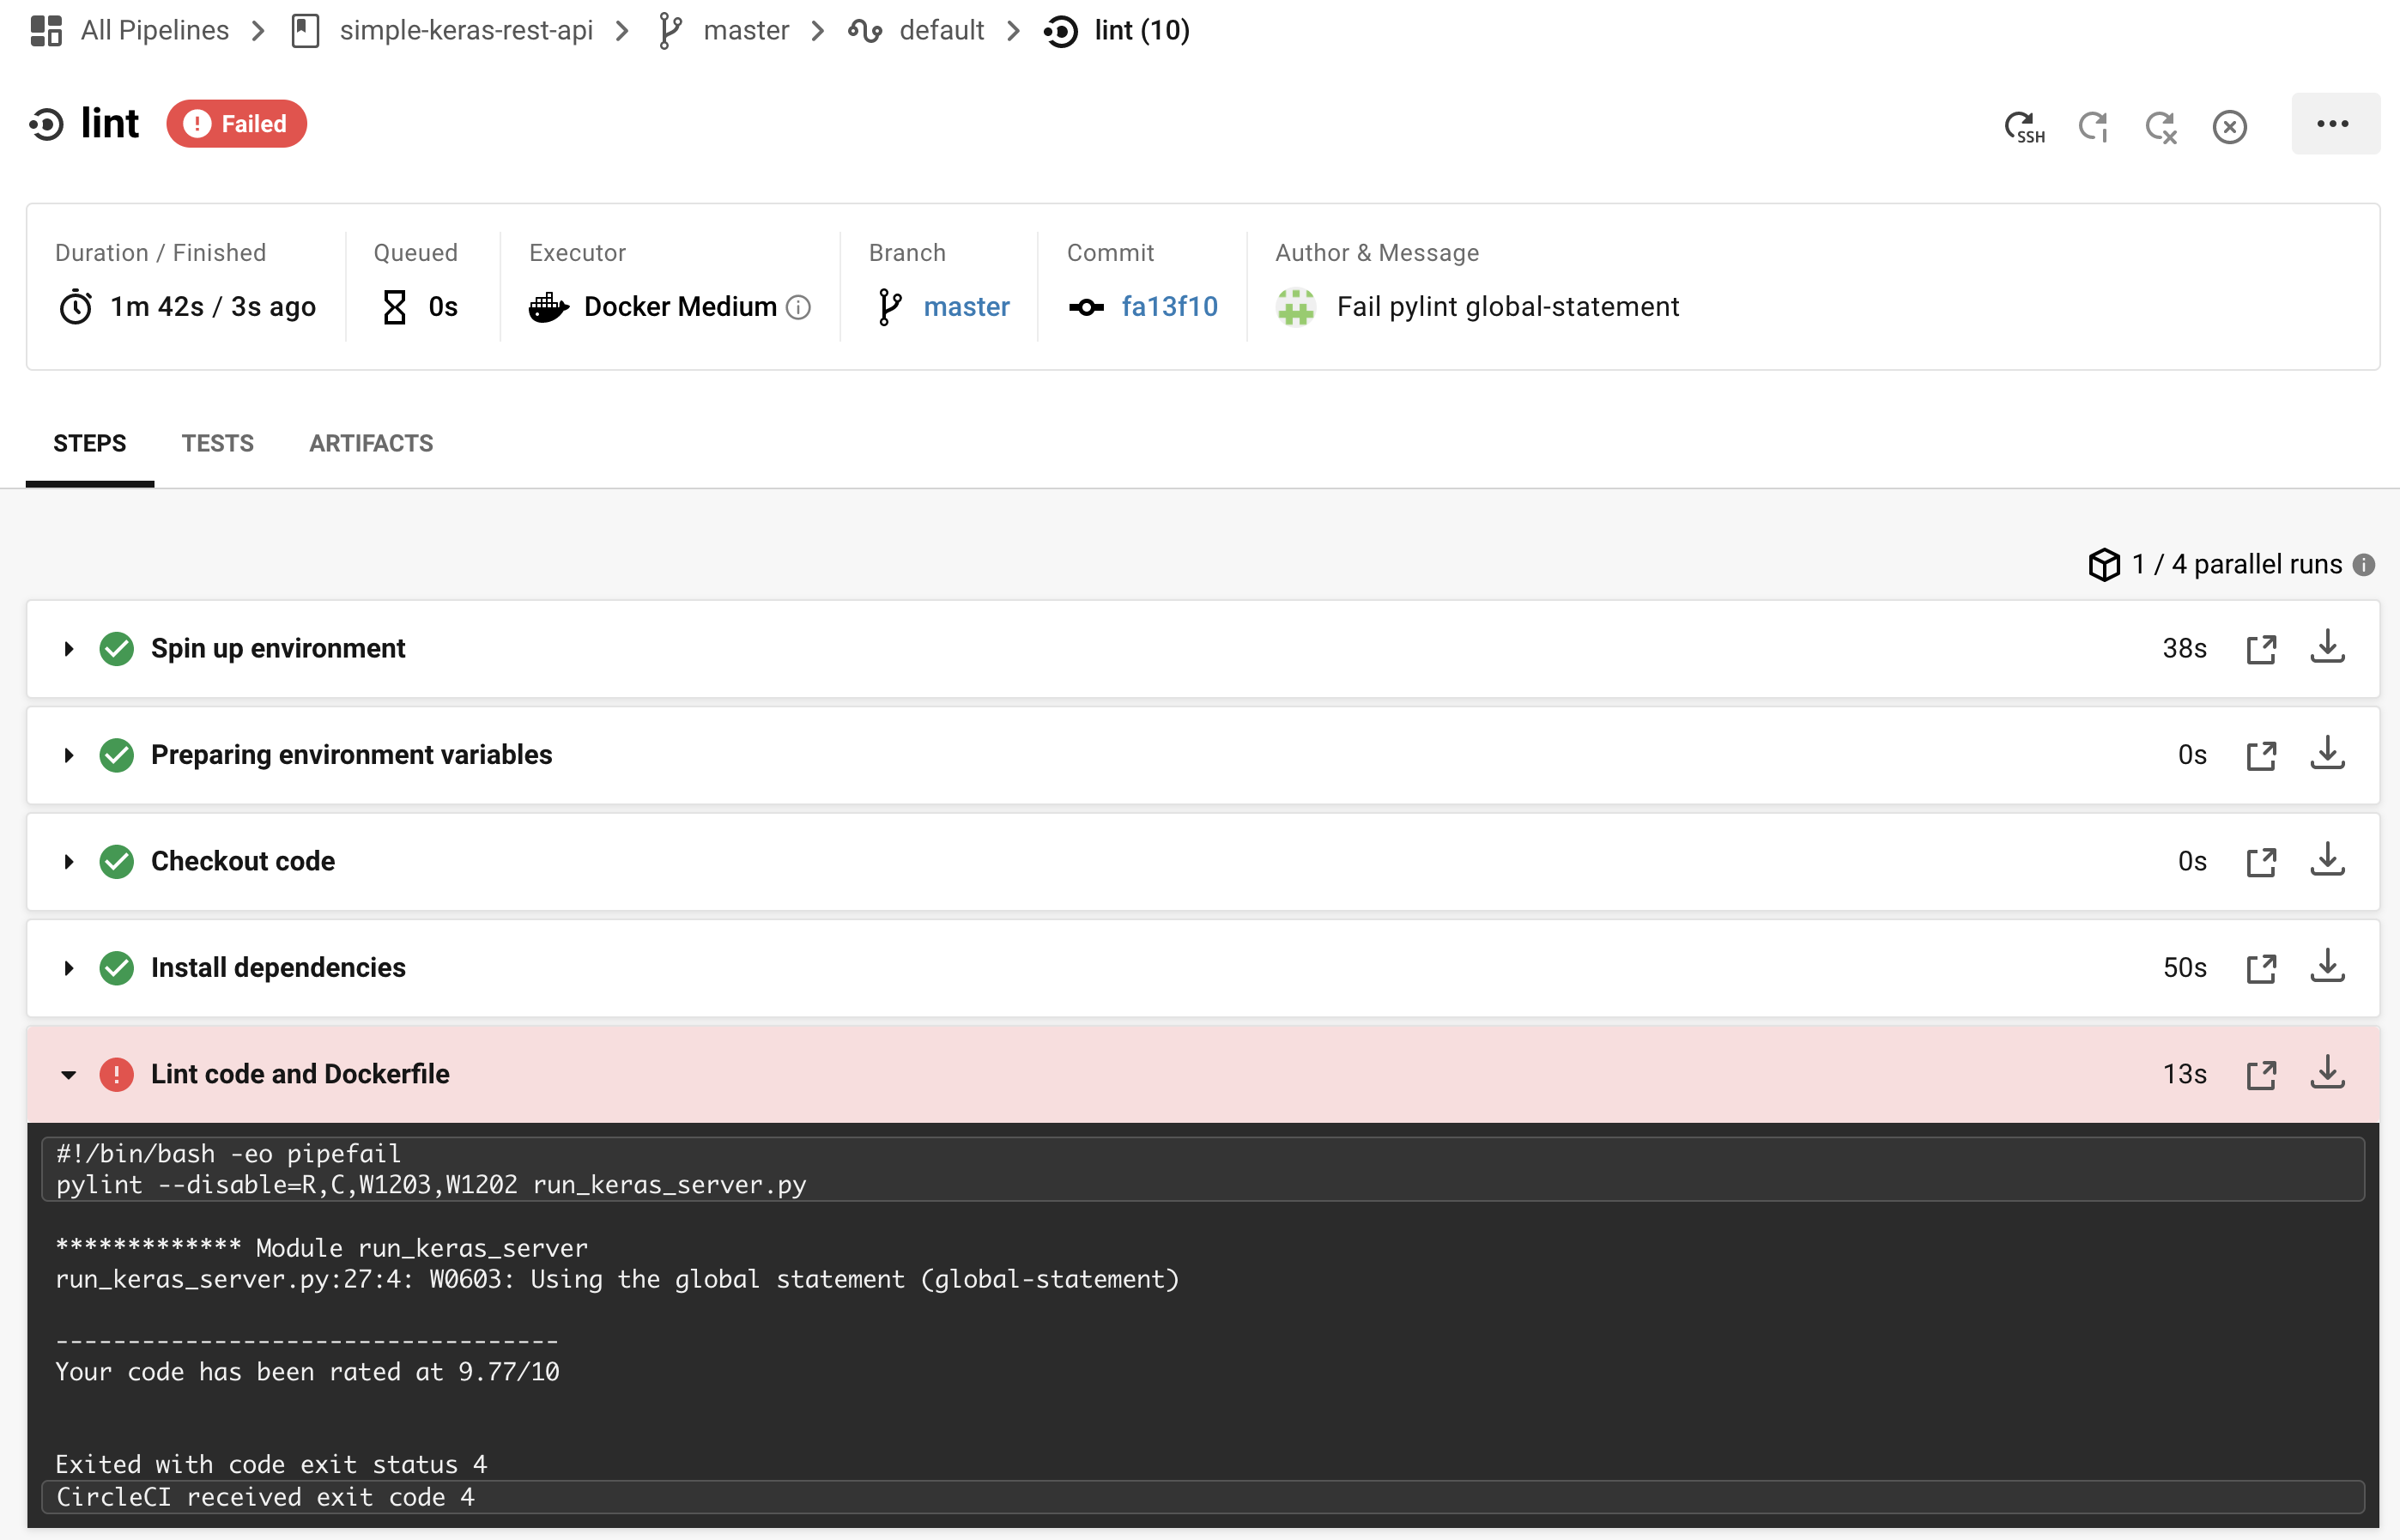 All Pipelines simple-keras-rest-api master default lint (10)
lint Failed
SSH
Duration / Finished Queued Executor Branch Commit Author & Message
1m 42s / 3s ago 0s Docker Medium master fa13f10 Fail pylint global-statement
STEPS TESTS ARTIFACTS
1 / 4 parallel runs
Spin up environment 38s
Preparing environment variables 0s
Checkout code 0s
Install dependencies 50s
Lint code and Dockerfile 13s
#!/bin/bash -eo pipefail
pylint --disable=R,C,W1203,W1202 run_keras_server.py
************* Module run_keras_server
run_keras_server.py:27:4: W0603: Using the global statement (global-statement)
-----------------------------------
Your code has been rated at 9.77/10
Exited with code exit status 4
CircleCI received exit code 4